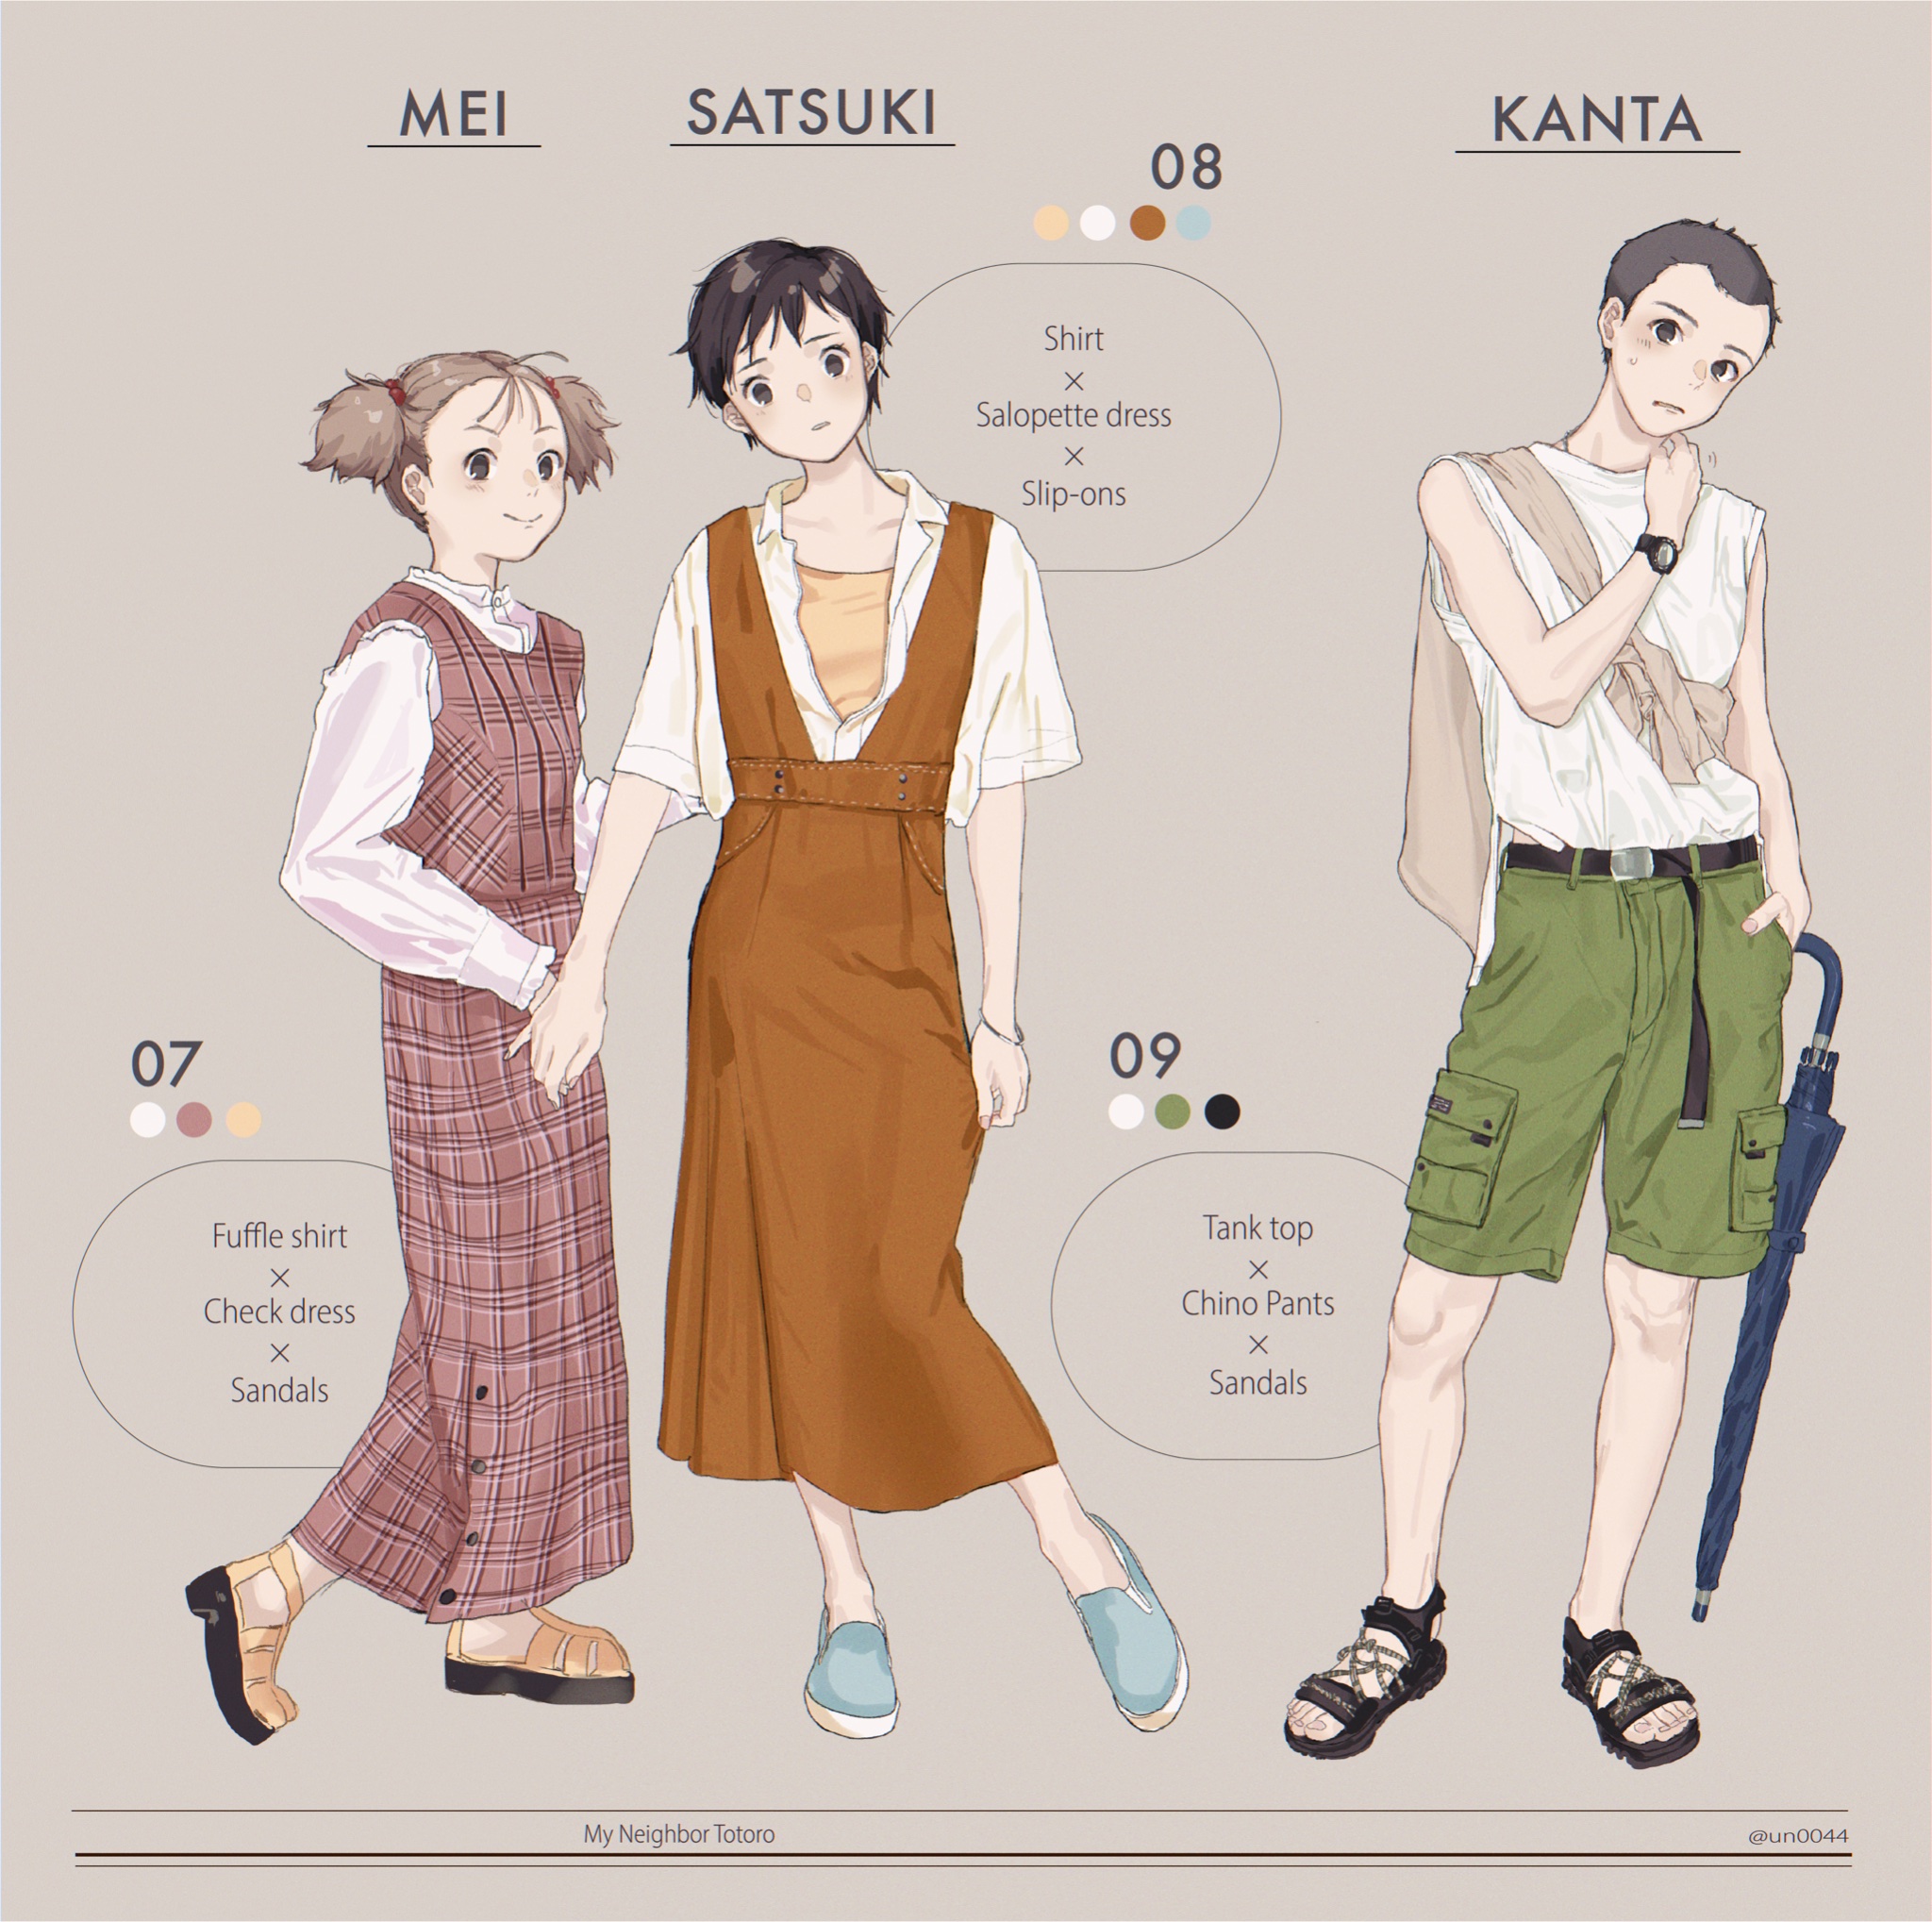 MEI
SATSUKI
KANTA
08
Shirt
×
Salopette dress
×
Slip-ons
07
Fuffle shirt
×
Check dress
×
Sandals
09
Tank top
×
Chino Pants
×
Sandals
My Neighbor Totoro
@un0044